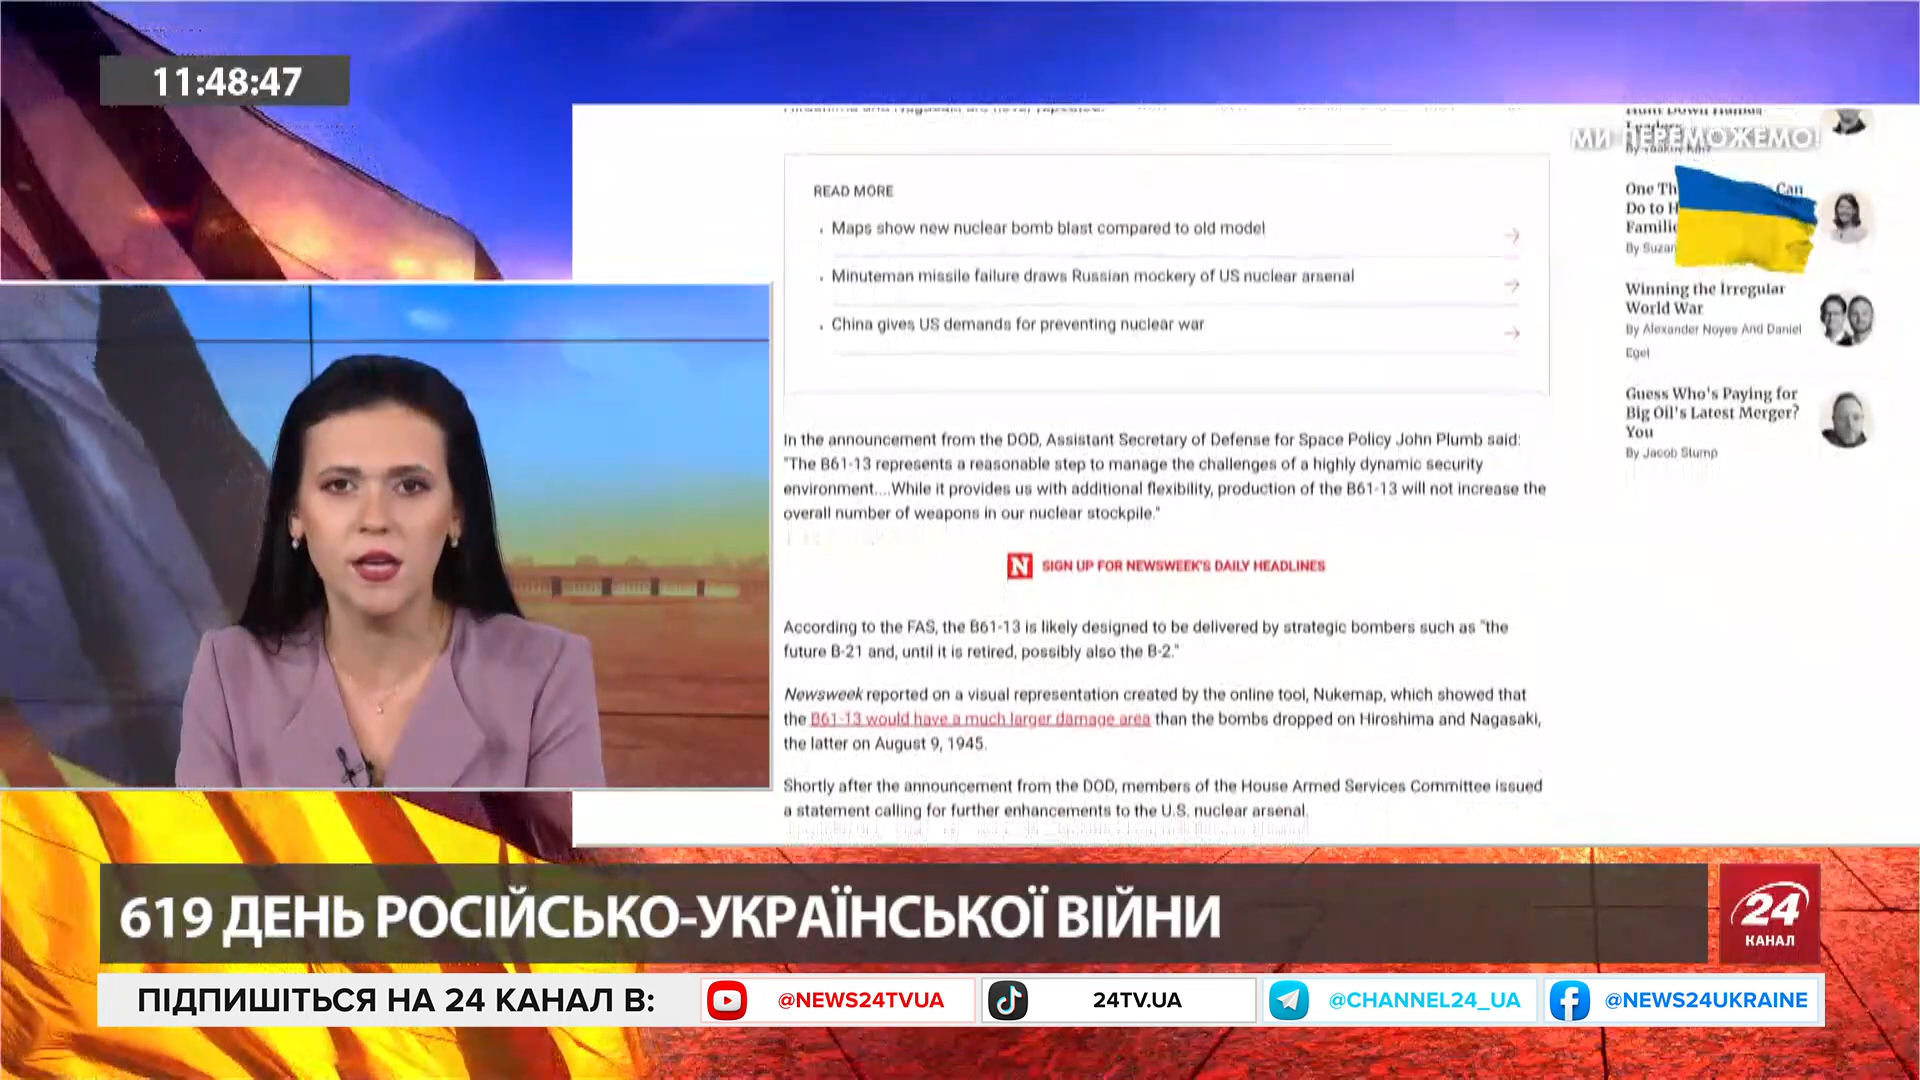 11:48:47
МИ ПЕРЕМОЖЕМО!
READ MORE
Maps show new nuclear bomb blast compared to old model
Minuteman missile failure draws Russian mockery of US nuclear arsenal
China gives US demands for preventing nuclear war
In the announcement from the DOD, Assistant Secretary of Defense for Space Policy John Plumb said:
"The B61-13 represents a reasonable step to manage the challenges of a highly dynamic security
environment....While it provides us with additional flexibility, production of the B61-13 will not increase the
overall number of weapons in our nuclear stockpile."
N SIGN UP FOR NEWSWEEK'S DAILY HEADLINES
According to the FAS, the B61-13 is likely designed to be delivered by strategic bombers such as "the
future B-21 and, until it is retired, possibly also the B-2."
Newsweek reported on a visual representation created by the online tool, Nukemap, which showed that
the B61-13 would have a much larger damage area than the bombs dropped on Hiroshima and Nagasaki,
the latter on August 9, 1945.
Shortly after the announcement from the DOD, members of the House Armed Services Committee issued
a statement calling for further enhancements to the U.S. nuclear arsenal.
Hunt Down Hamas
One Th Can
Do to H
Familie
By Suzan
Winning the Irregular
World War
By Alexander Noyes And Daniel
Egel
Guess Who's Paying for
Big Oil's Latest Merger?
You
By Jacob Stump
619 ДЕНЬ РОСІЙСЬКО-УКРАЇНСЬКОЇ ВІЙНИ
24
КАНАЛ
ПІДПИШІТЬСЯ НА 24 КАНАЛ В:
@NEWS24TVUA
24TV.UA
@CHANNEL24_UA
@NEWS24UKRAINE